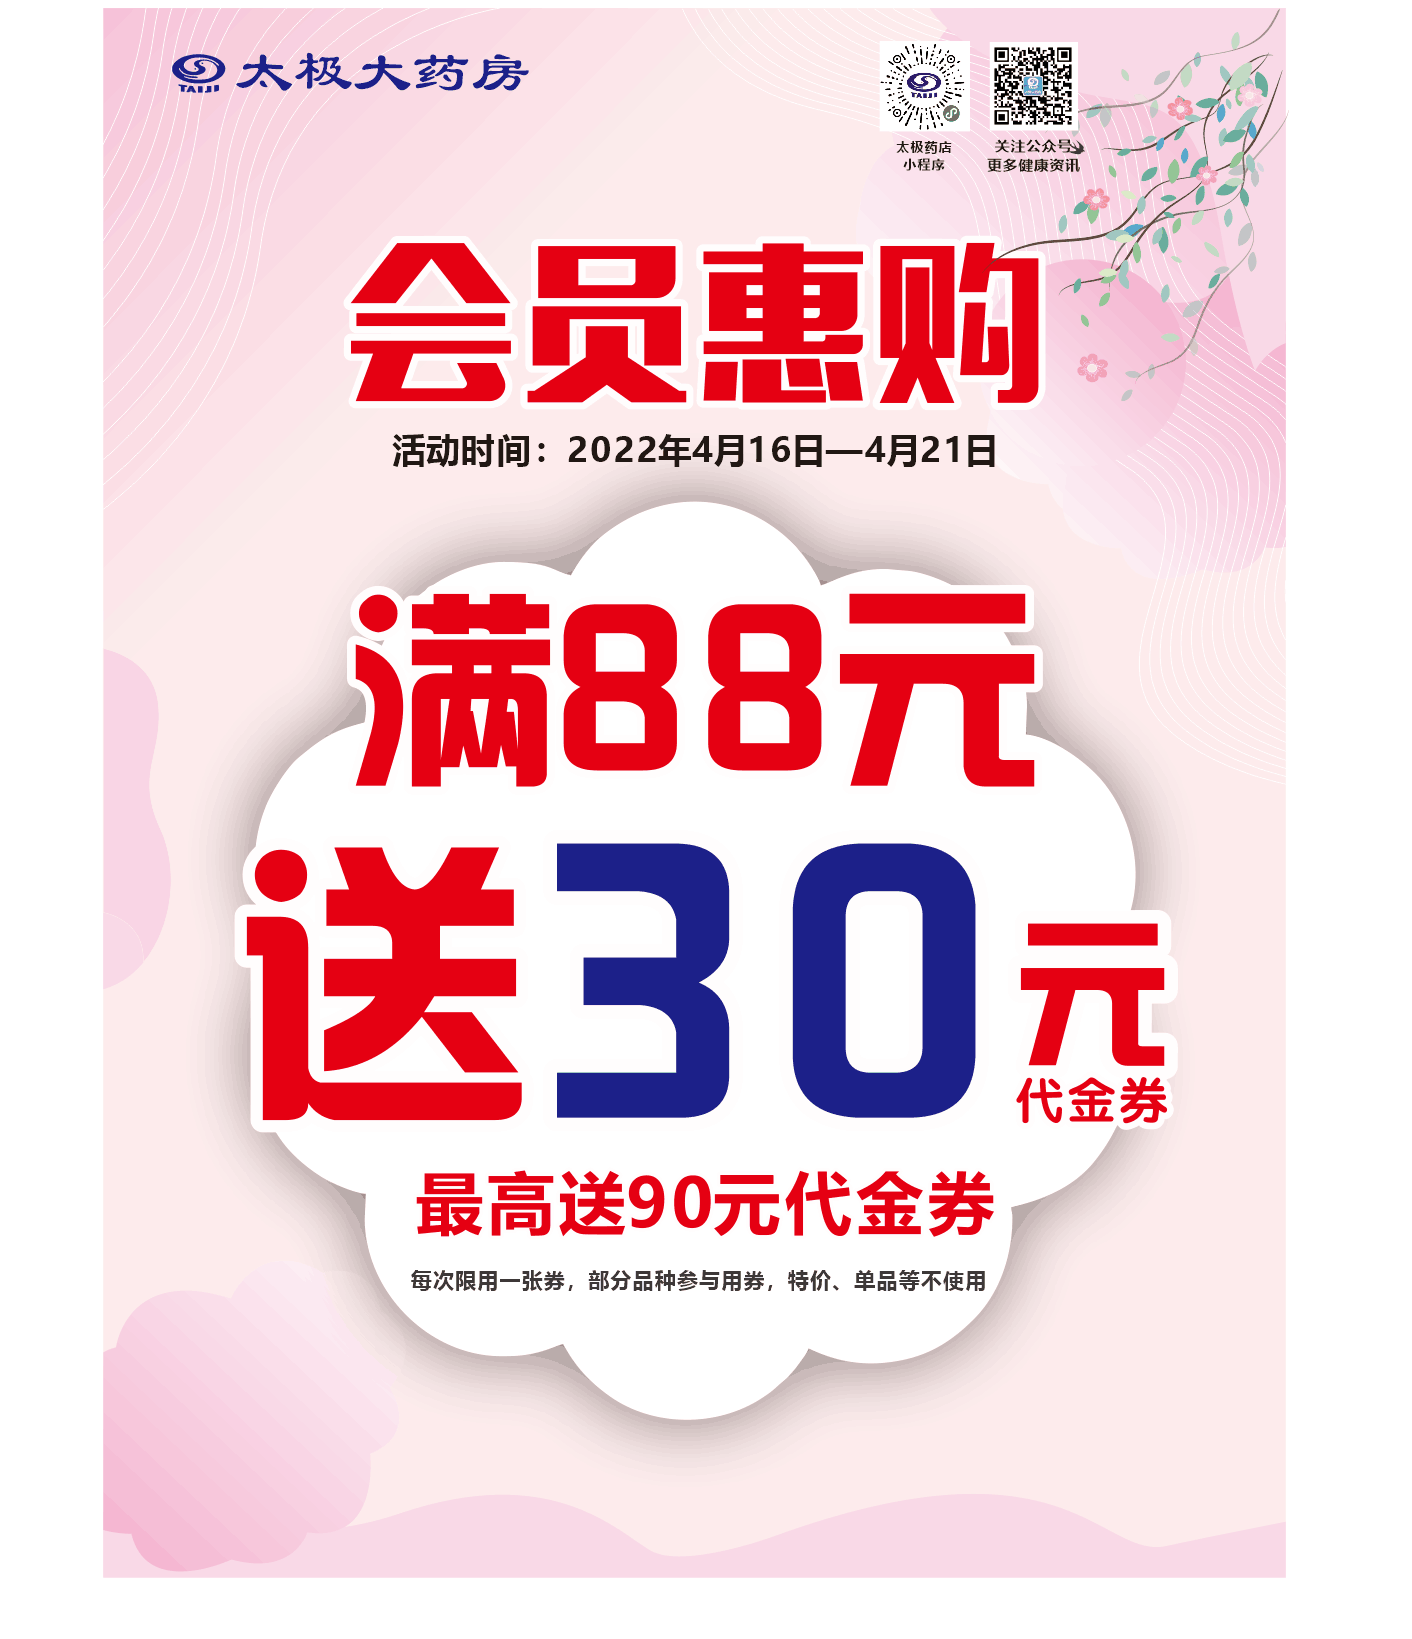 TAIJI 太极大药房
TAIJI
太极药店
小程序
关注公众号
更多健康资讯
会员惠购
活动时间：2022年4月16日—4月21日
满88元
送30元
代金券
最高送90元代金券
每次限用一张券，部分品种参与用券，特价、单品等不使用